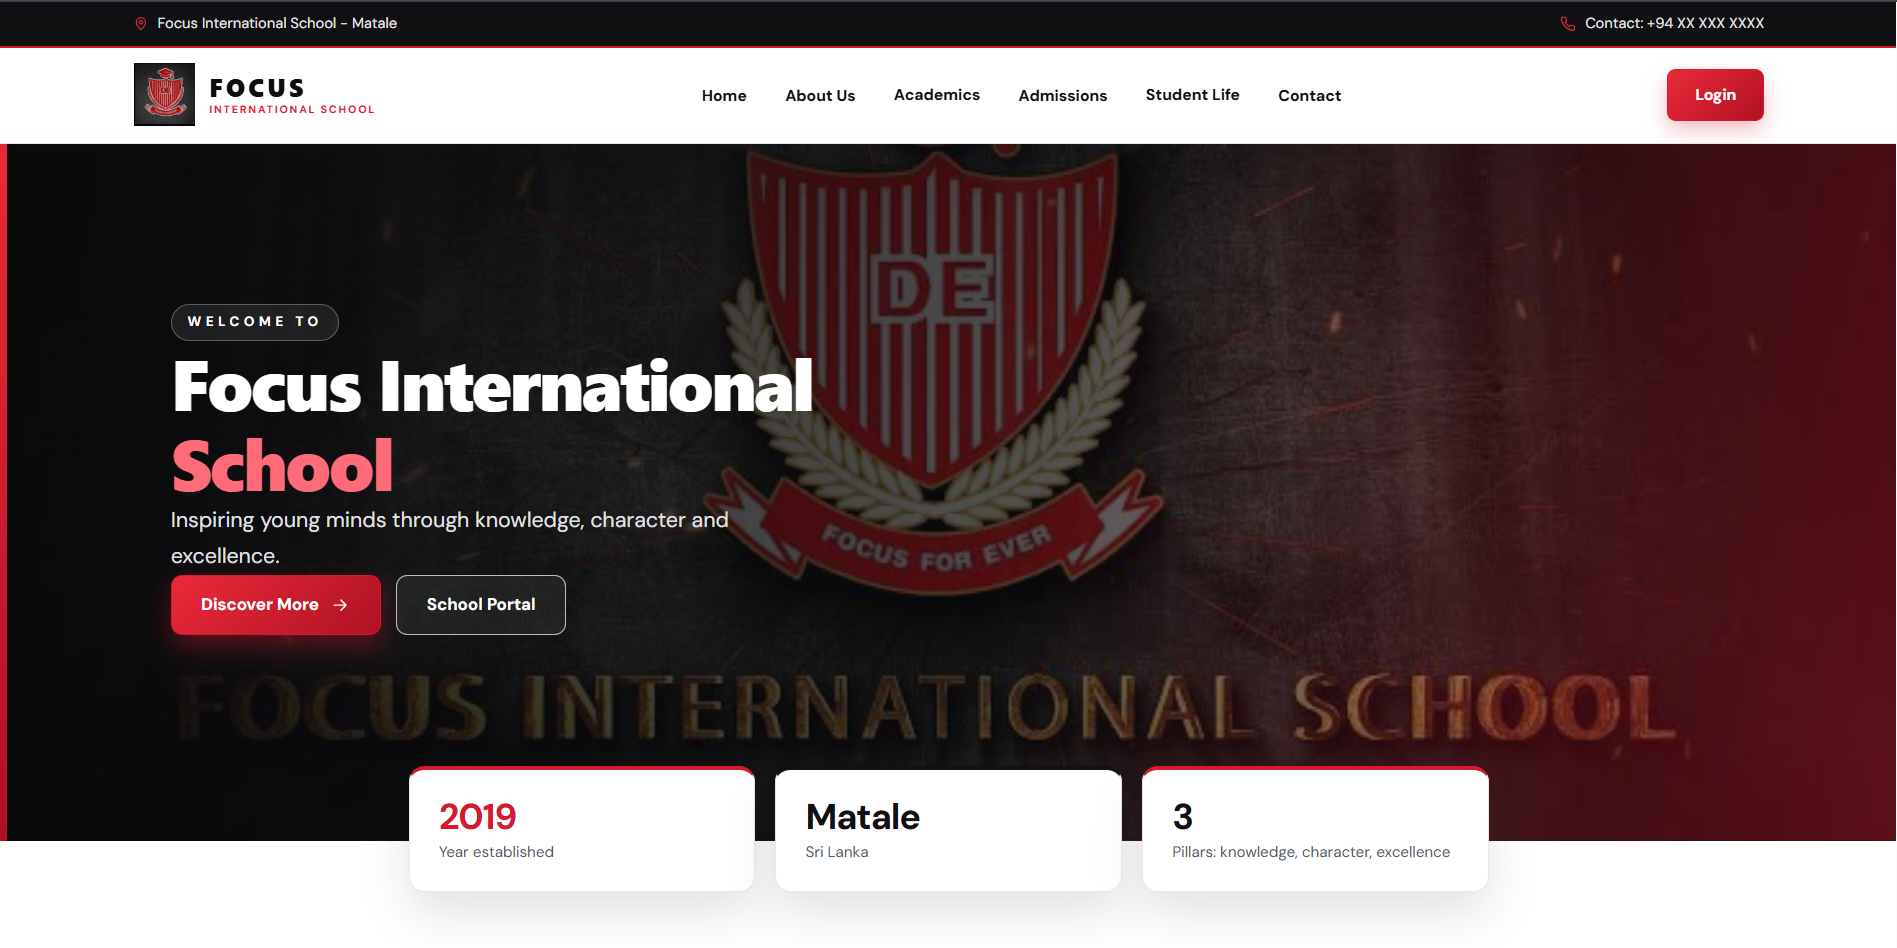 Focus International School - Matale
Contact: +94 XX XXX XXXX
FOCUS
INTERNATIONAL SCHOOL
Home
About Us
Academics
Admissions
Student Life
Contact
Login
DE
WELCOME TO
Focus International
School
Inspiring young minds through knowledge, character and
excellence.
FOCUS FOR EVER
Discover More →
School Portal
FOCUS INTERNATIONAL SCHOOL
2019
Year established
Matale
Sri Lanka
3
Pillars: knowledge, character, excellence